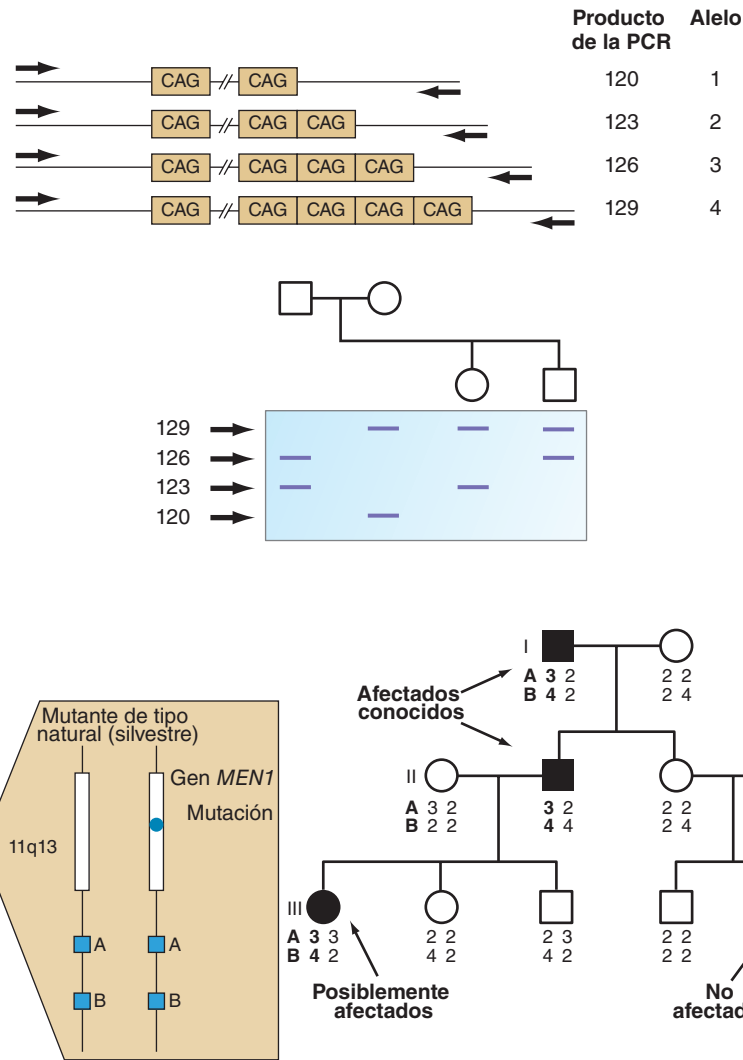 Producto Alelo
de la PCR
CAG // CAG 120 1
CAG // CAG CAG 123 2
CAG // CAG CAG CAG 126 3
CAG // CAG CAG CAG CAG 129 4
129
126
123
120
Mutante de tipo
natural (silvestre)
Gen MEN1
Mutación
11q13
A A
B B
Afectados
conocidos
I
A 3 2 2 2
B 4 2 2 4
II
A 3 2 3 2 2 2
B 2 2 4 4 2 4
III
A 3 3 2 2 2 3 2 2
B 4 2 4 2 4 2 2 2
Posiblemente
afectados
No